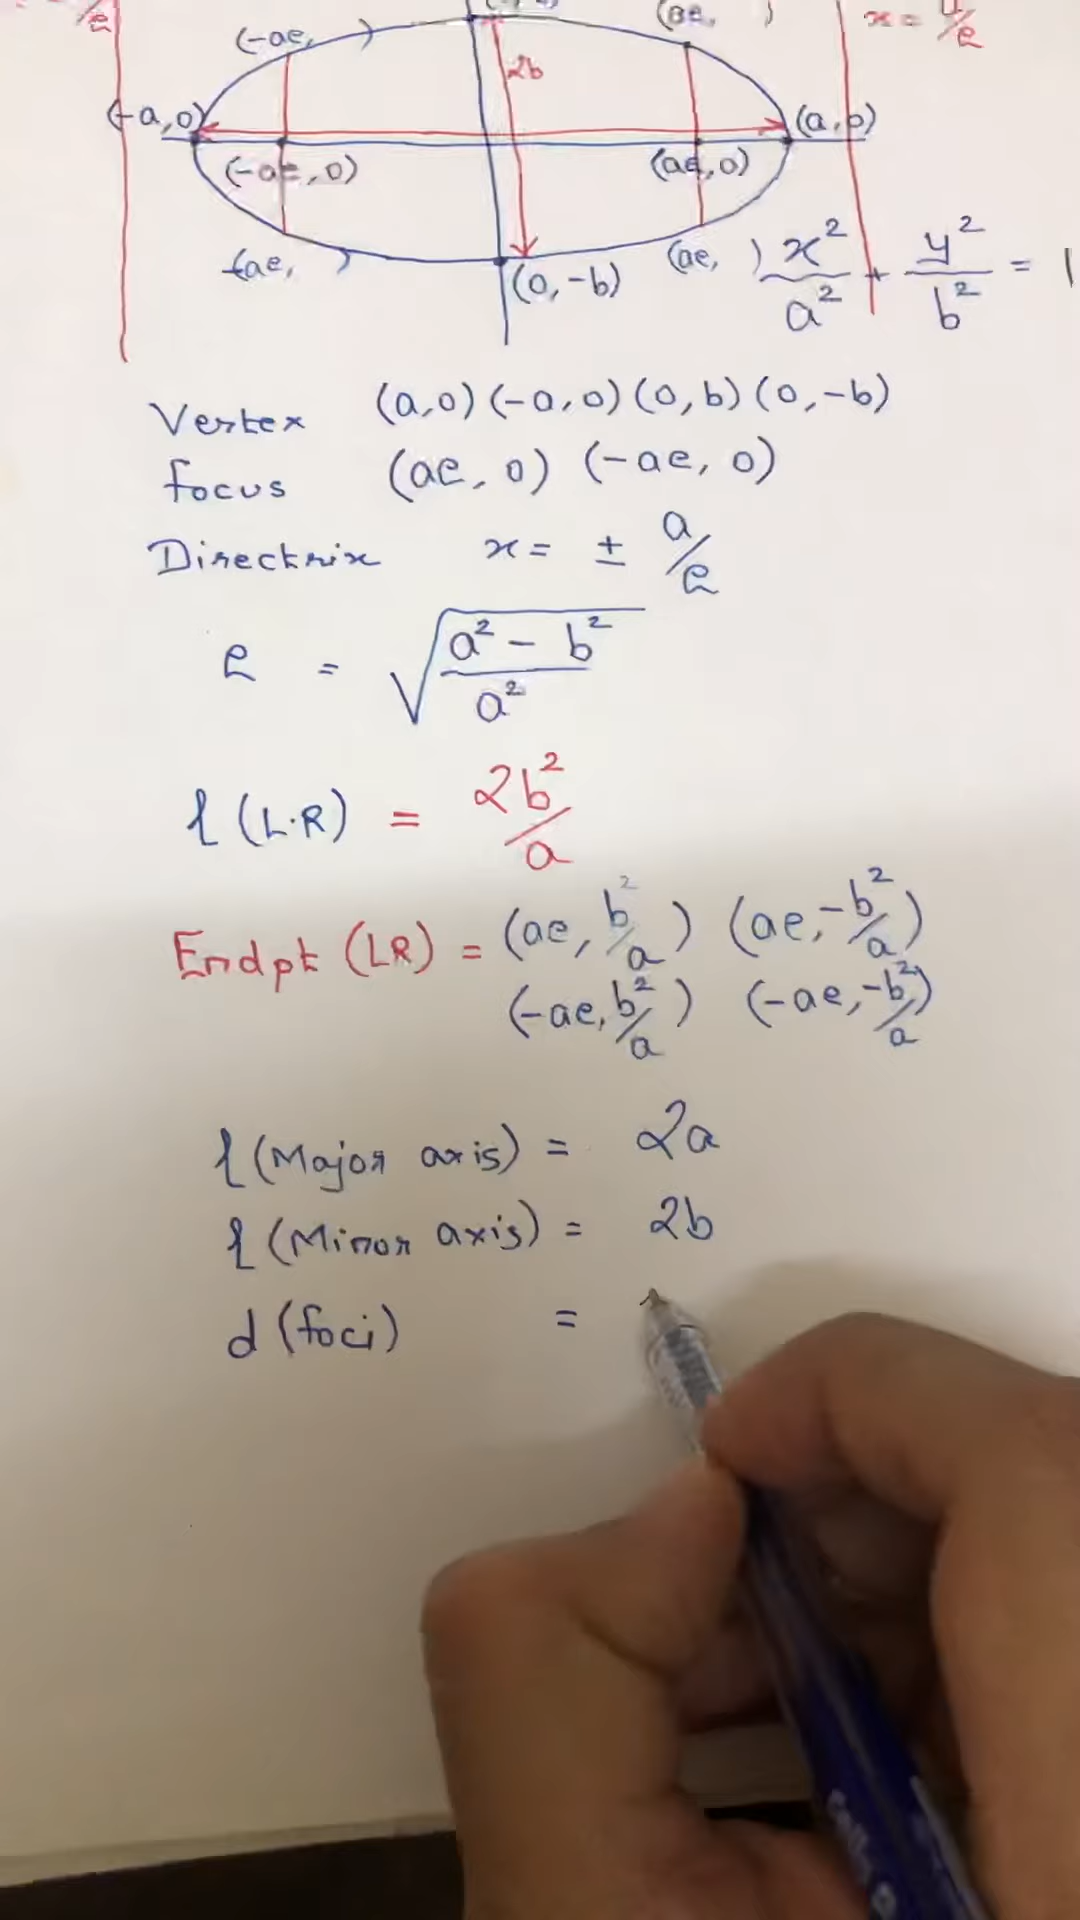 (-ae, ) (ae, ) x =
2b
(-a,0) (a,0)
(-ae,0) (ae,0)
(-ae, ) (0,-b) (ae, ) x²/a² + y²/b² = 1
Vertex (a,0) (-a,0) (0,b) (0,-b)
focus (ae, 0) (-ae, 0)
Directrix x = ± a/e
e = √((a² - b²)/a²)
l (L.R) = 2b²/a
Endpt (LR) = (ae, b²/a) (ae, -b²/a)
(-ae, b²/a) (-ae, -b²/a)
l (Major axis) = 2a
l (Minor axis) = 2b
d (foci) =